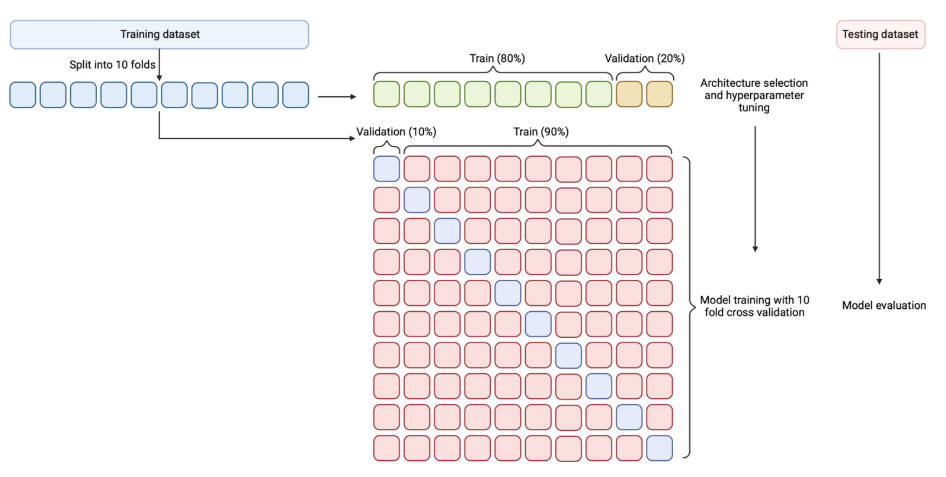 Training dataset
Testing dataset
Split into 10 folds
Train (80%)
Validation (20%)
Architecture selection
and hyperparameter
tuning
Validation (10%)
Train (90%)
Model training with 10
fold cross validation
Model evaluation